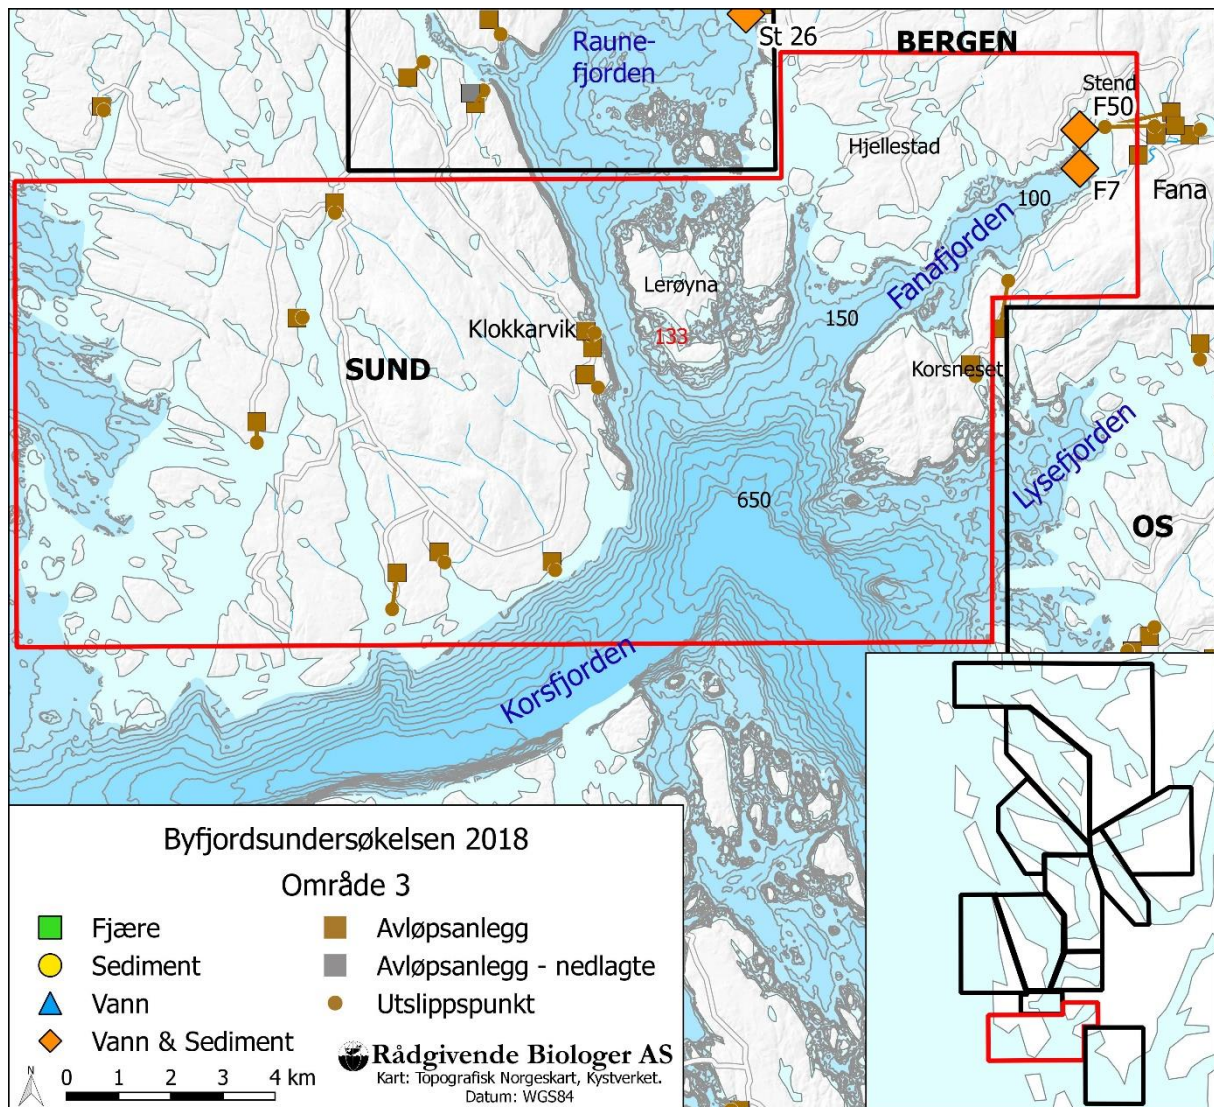 Raune-
fjorden
St 26
BERGEN
Stend
F50
Hjellestad
F7
Fana
100
Fanafjorden
Lerøyna
Klokkarvik
133
150
SUND
Korsneset
Lysefjorden
650
OS
Korsfjorden
Byfjordsundersøkelsen 2018
Område 3
Fjære
Sediment
Vann
Vann & Sediment
Avløpsanlegg
Avløpsanlegg - nedlagte
Utslippspunkt
N
0 1 2 3 4 km
Rådgivende Biologer AS
Kart: Topografisk Norgeskart, Kystverket.
Datum: WGS84